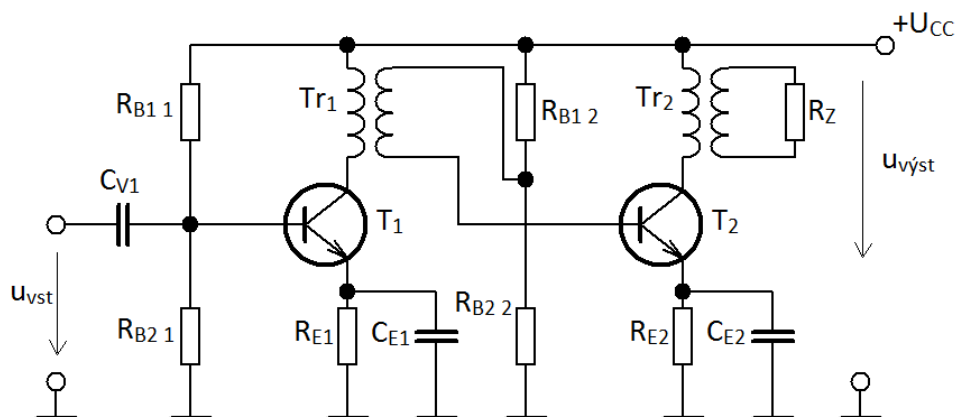 +UCC
RB1 1
Tr1
RB1 2
Tr2
RZ
CV1
T1
T2
uvýst
uvst
RB2 1
RE1
CE1
RB2 2
RE2
CE2